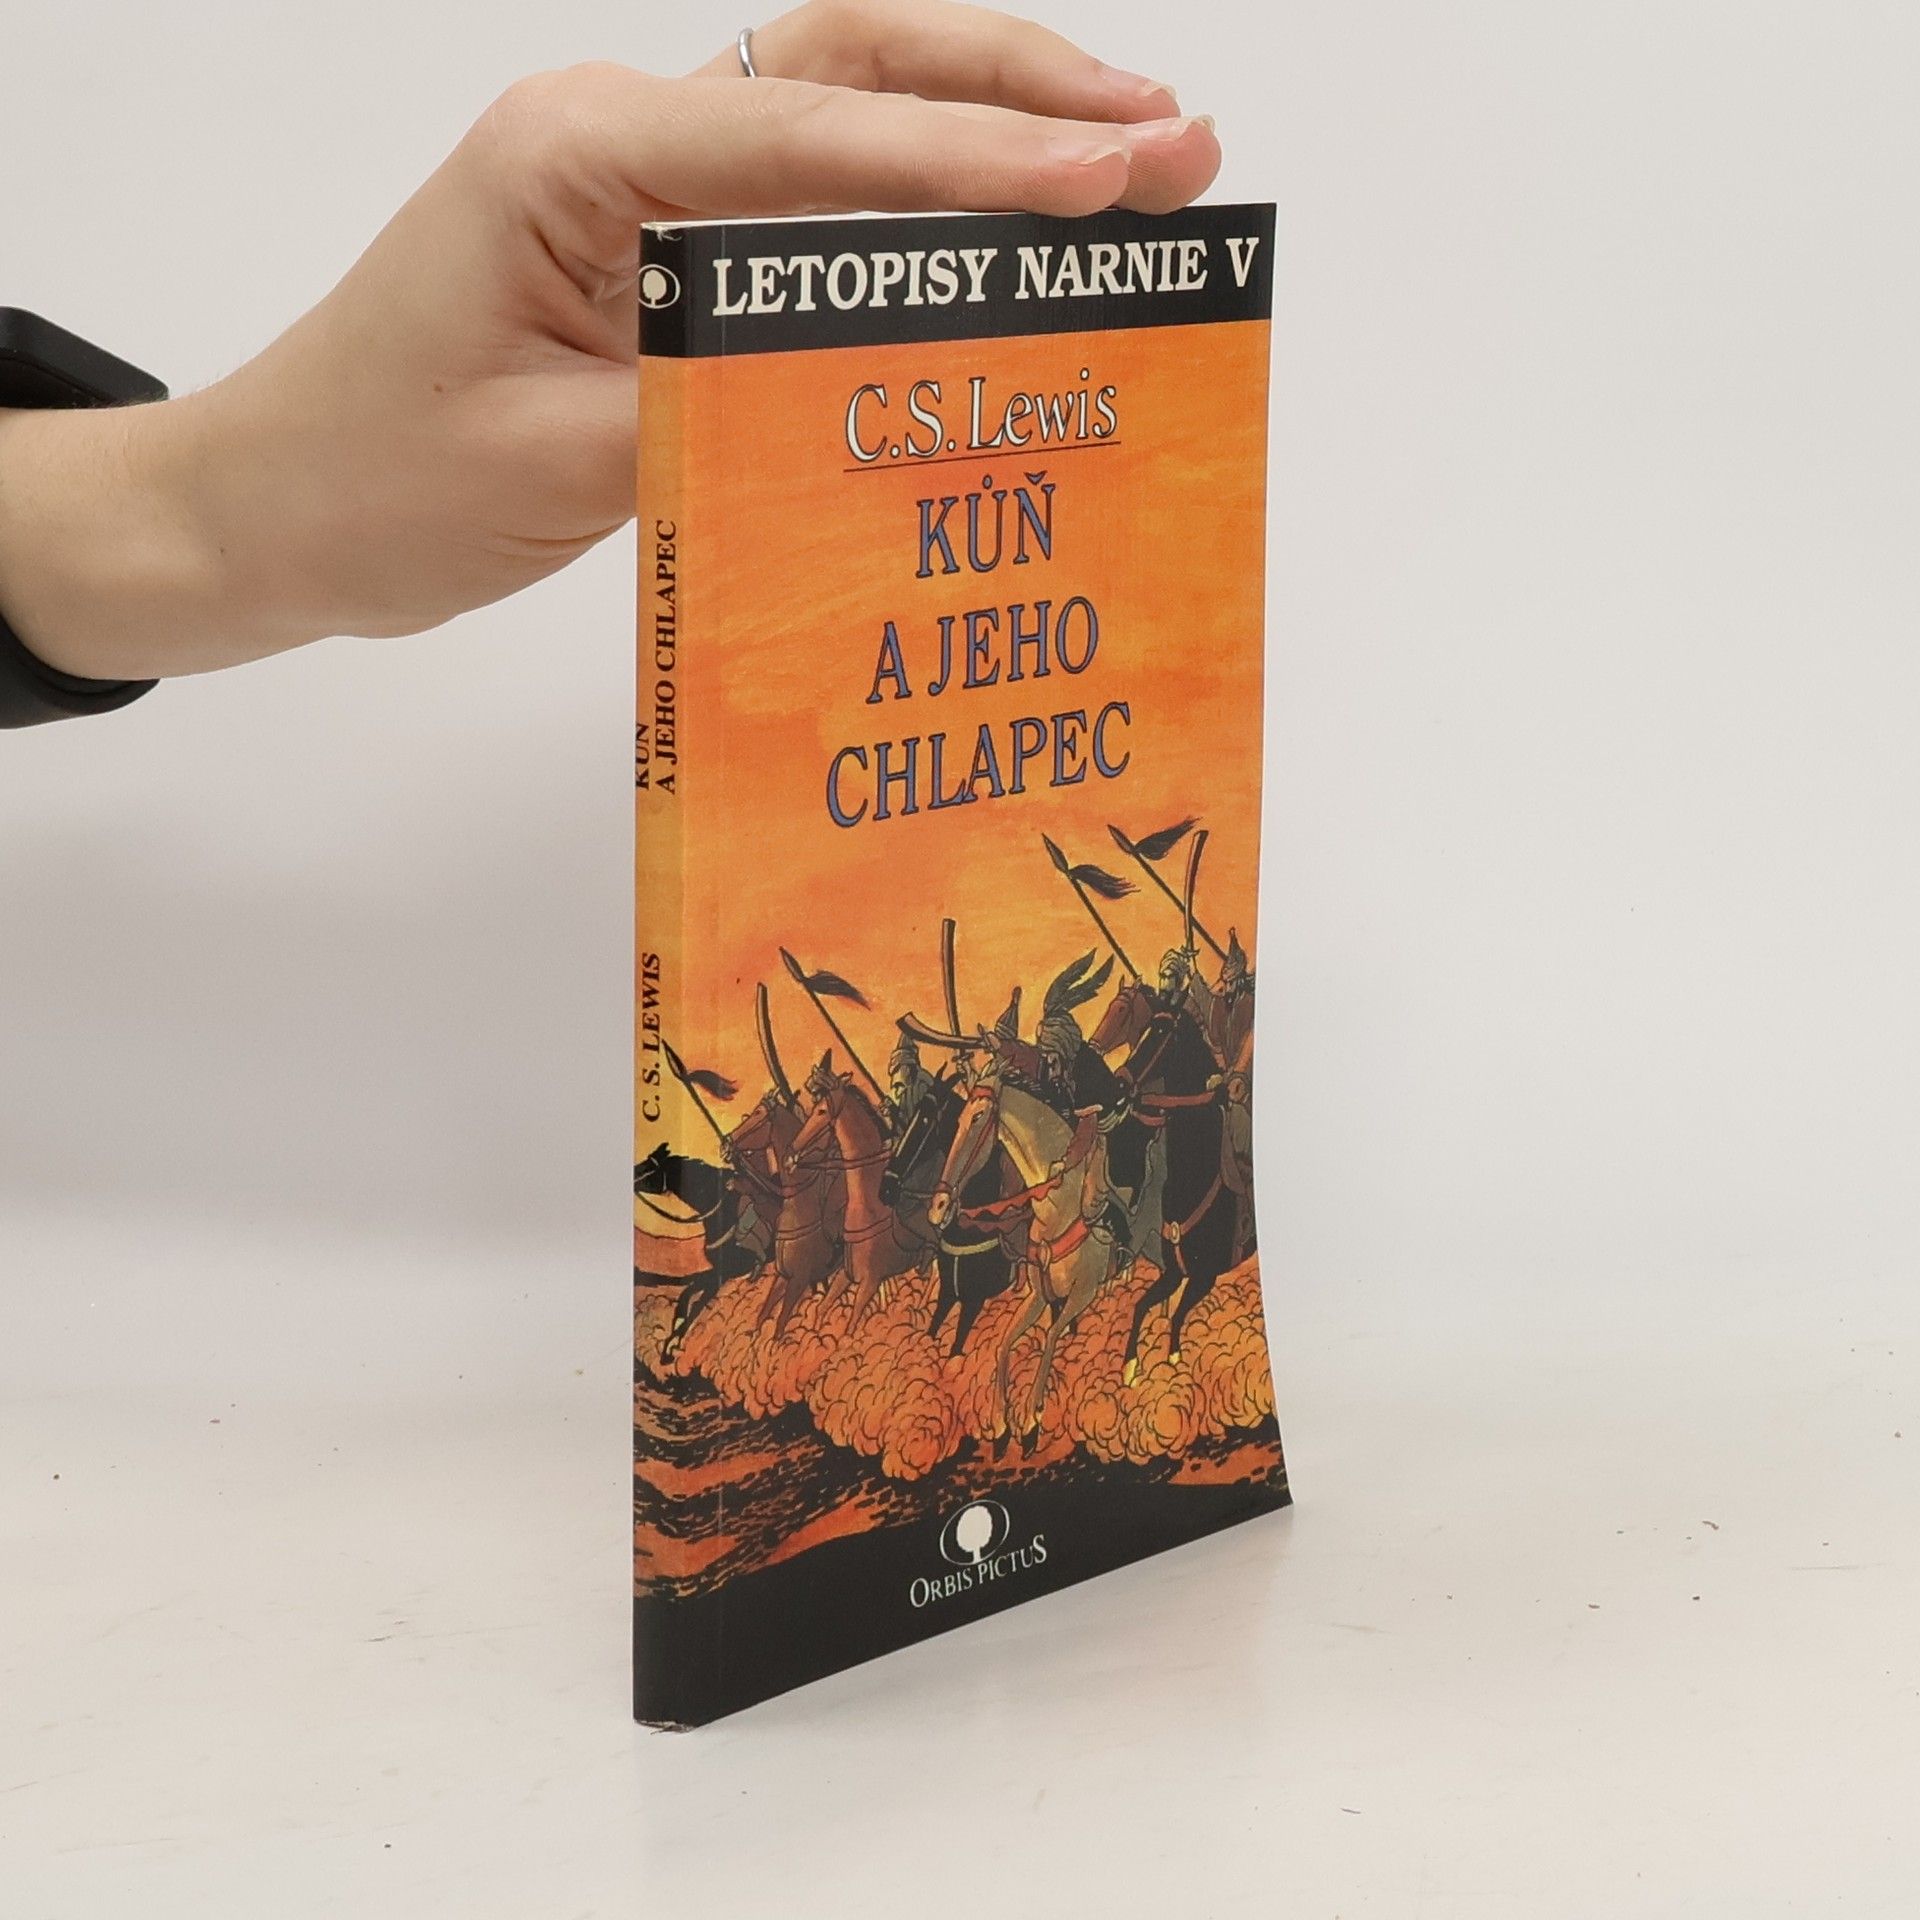 LETOPISY NARNIE V
C.S. Lewis
KŮŇ
A JEHO
CHLAPEC
ORBIS PICTUS
KŮŇ
A JEHO CHLAPEC
C. S. LEWIS